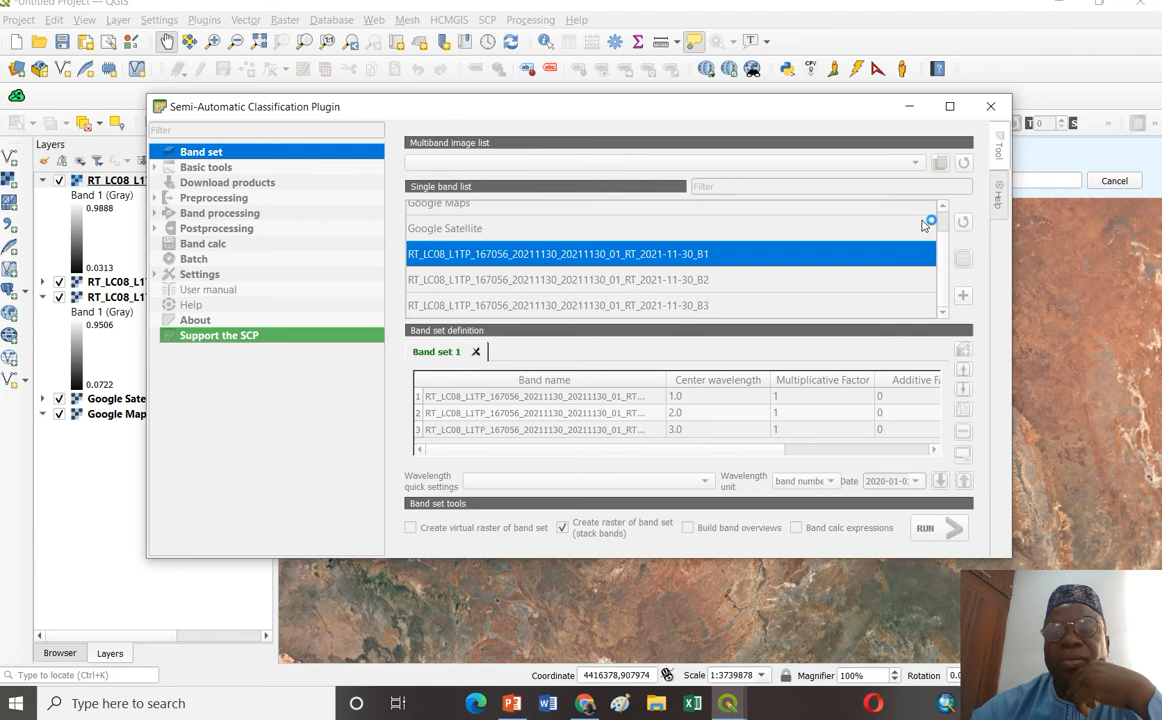 *Untitled Project — QGIS
Project Edit View Layer Settings Plugins Vector Raster Database Web Mesh HCMGIS SCP Processing Help
Semi-Automatic Classification Plugin
Filter
Band set
Basic tools
Download products
Preprocessing
Band processing
Postprocessing
Band calc
Batch
Settings
User manual
Help
About
Support the SCP
Multiband image list
Single band list
Filter
Google Maps
Google Satellite
RT_LC08_L1TP_167056_20211130_20211130_01_RT_2021-11-30_B1
RT_LC08_L1TP_167056_20211130_20211130_01_RT_2021-11-30_B2
RT_LC08_L1TP_167056_20211130_20211130_01_RT_2021-11-30_B3
Band set definition
Band set 1
Band name Center wavelength Multiplicative Factor Additive Fa
1 RT_LC08_L1TP_167056_20211130_20211130_01_RT... 1.0 1 0
2 RT_LC08_L1TP_167056_20211130_20211130_01_RT... 2.0 1 0
3 RT_LC08_L1TP_167056_20211130_20211130_01_RT... 3.0 1 0
Wavelength quick settings
Wavelength unit
band numbe
Date
2020-01-0
Band set tools
Create virtual raster of band set
Create raster of band set (stack bands)
Build band overviews
Band calc expressions
RUN
Tool
Help
Cancel
Layers
RT_LC08_L1
Band 1 (Gray)
0.9888
0.0313
RT_LC08_L1
RT_LC08_L1
Band 1 (Gray)
0.9506
0.0722
Google Sate
Google Map
Browser Layers
Type to locate (Ctrl+K)
Coordinate 4416378,907974 Scale 1:3739878 Magnifier 100% Rotation 0.0
Type here to search